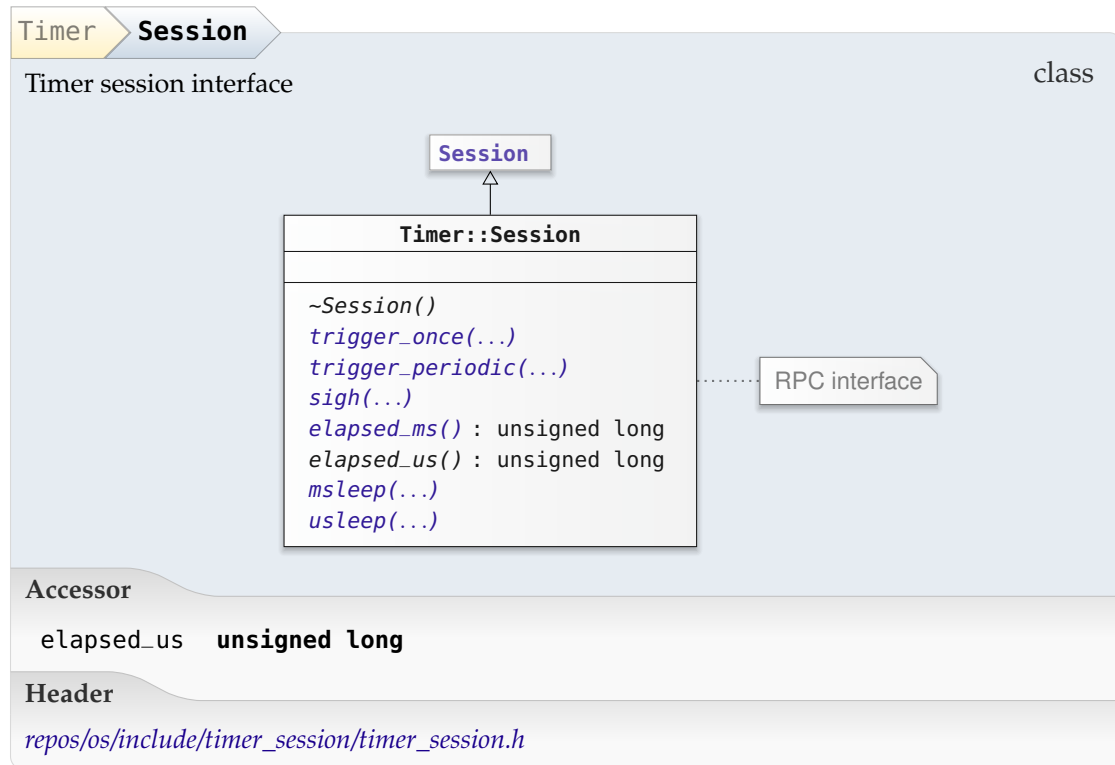 Timer Session
class
Timer session interface
Session
Timer::Session
~Session()
trigger_once(...)
trigger_periodic(...)
sigh(...)
elapsed_ms() : unsigned long
elapsed_us() : unsigned long
msleep(...)
usleep(...)
RPC interface
Accessor
elapsed_us unsigned long
Header
repos/os/include/timer_session/timer_session.h